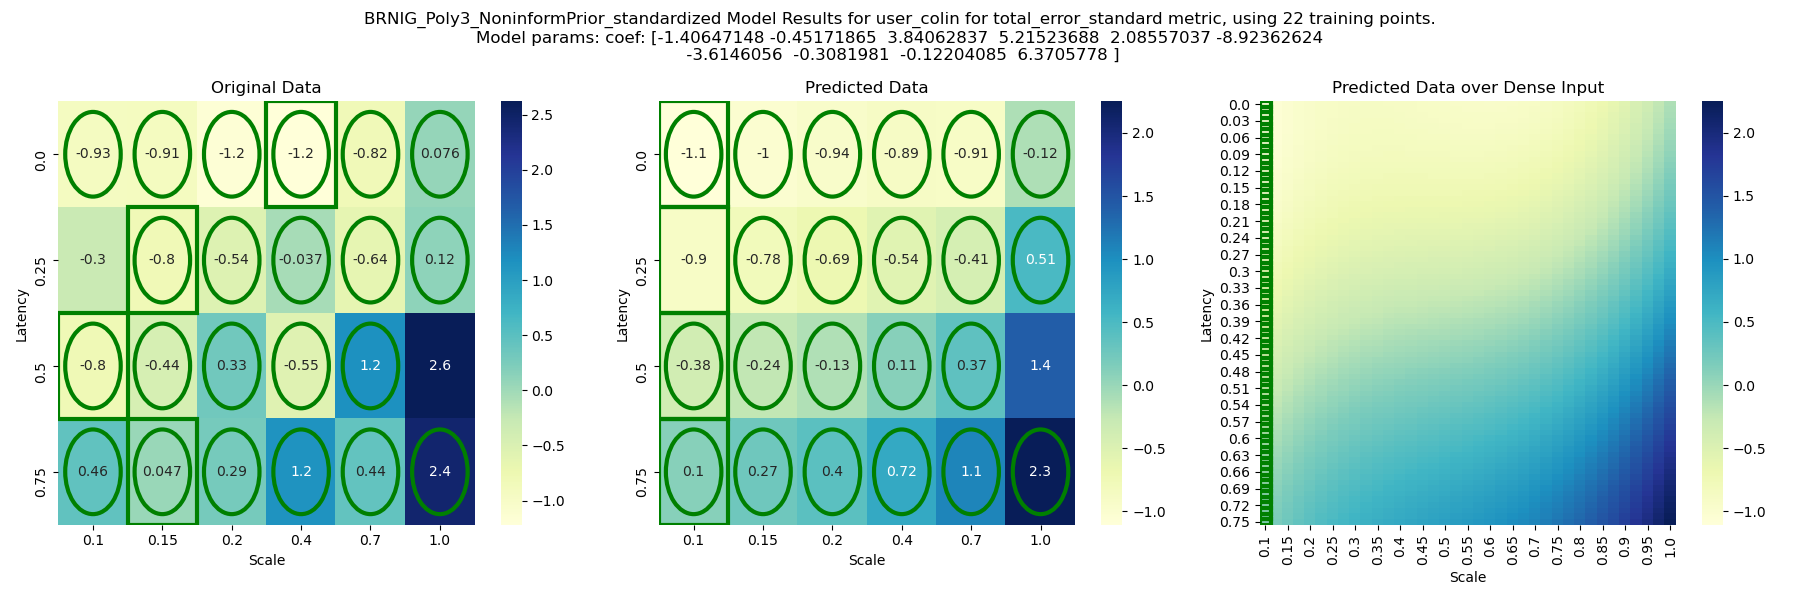 BRNIG_Poly3_NoninformPrior_standardized Model Results for user_colin for total_error_standard metric, using 22 training points.
Model params: coef: [-1.40647148 -0.45171865 3.84062837 5.21523688 2.08557037 -8.92362624
-3.6146056 -0.3081981 -0.12204085 6.3705778 ]
Original Data
-0.93 -0.91 -1.2 -1.2 -0.82 0.076
-0.3 -0.8 -0.54 -0.037 -0.64 0.12
-0.8 -0.44 0.33 -0.55 1.2 2.6
0.46 0.047 0.29 1.2 0.44 2.4
0.0
0.25
0.5
0.75
Latency
0.1 0.15 0.2 0.4 0.7 1.0
Scale
2.5
2.0
1.5
1.0
0.5
0.0
−0.5
−1.0
Predicted Data
-1.1 -1 -0.94 -0.89 -0.91 -0.12
-0.9 -0.78 -0.69 -0.54 -0.41 0.51
-0.38 -0.24 -0.13 0.11 0.37 1.4
0.1 0.27 0.4 0.72 1.1 2.3
0.0
0.25
0.5
0.75
Latency
0.1 0.15 0.2 0.4 0.7 1.0
Scale
2.0
1.5
1.0
0.5
0.0
−0.5
−1.0
Predicted Data over Dense Input
0.0
0.03
0.06
0.09
0.12
0.15
0.18
0.21
0.24
0.27
0.3
0.33
0.36
0.39
0.42
0.45
0.48
0.51
0.54
0.57
0.6
0.63
0.66
0.69
0.72
0.75
Latency
0.1 0.15 0.2 0.25 0.3 0.35 0.4 0.45 0.5 0.55 0.6 0.65 0.7 0.75 0.8 0.85 0.9 0.95 1.0
Scale
2.0
1.5
1.0
0.5
0.0
−0.5
−1.0